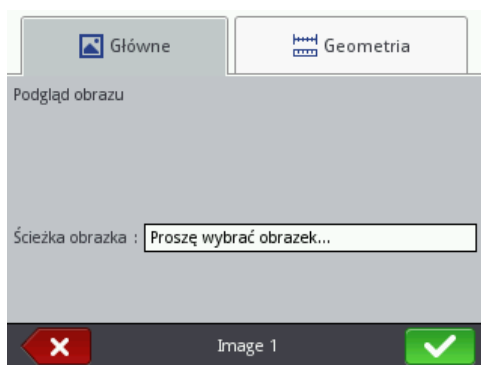 Główne
Geometria
Podgląd obrazu
Ścieżka obrazka : Proszę wybrać obrazek...
Image 1